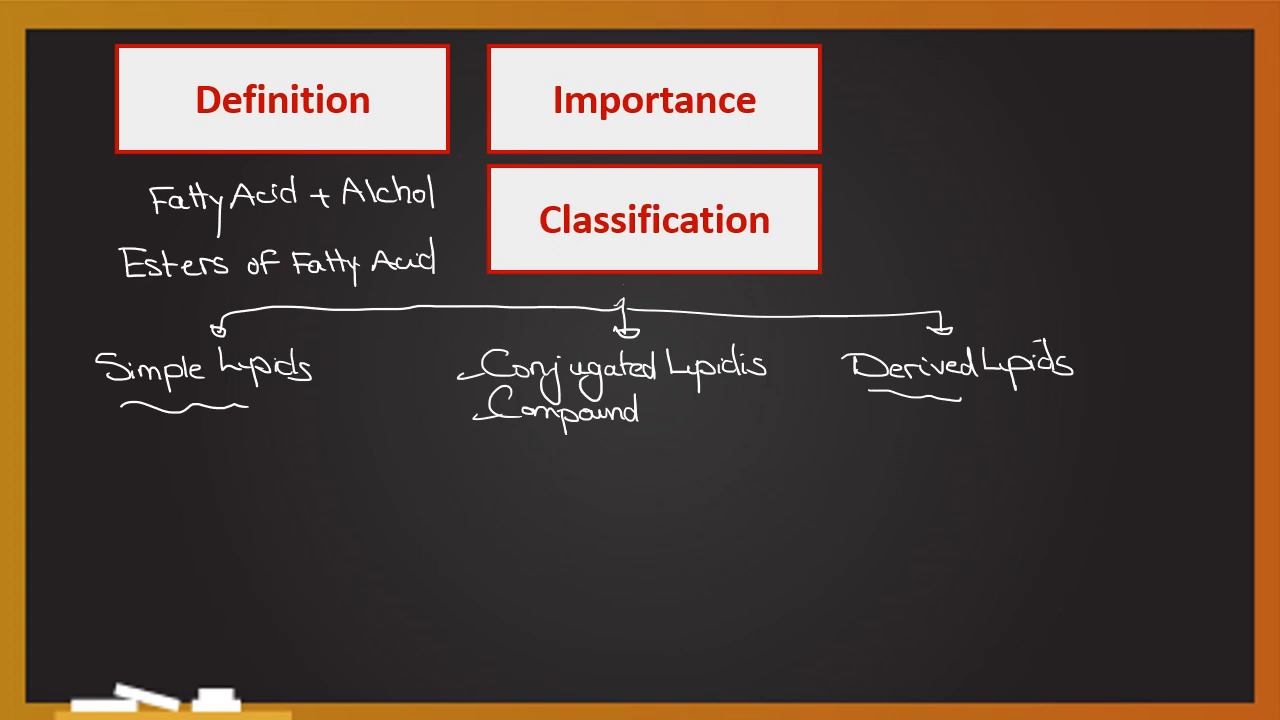 Definition
Importance
Fatty Acid + Alchol
Esters of Fatty Acid
Classification
Simple Lipids
Conjugated Lipidis
Compound
Derived Lipids